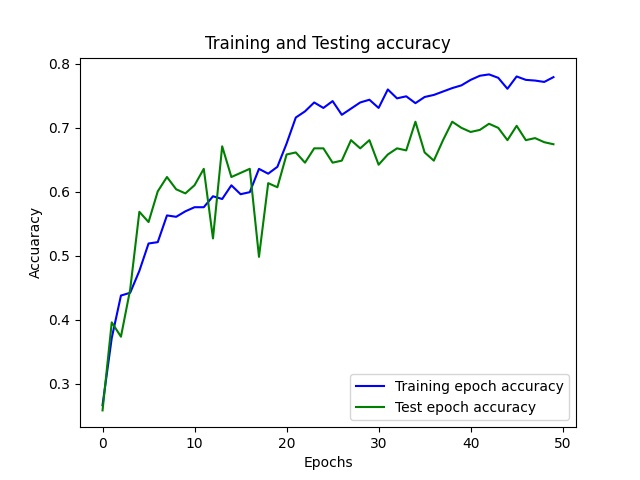 Training and Testing accuracy
0.8
0.7
0.6
0.5
0.4
0.3
Accuaracy
0 10 20 30 40 50
Epochs
Training epoch accuracy
Test epoch accuracy